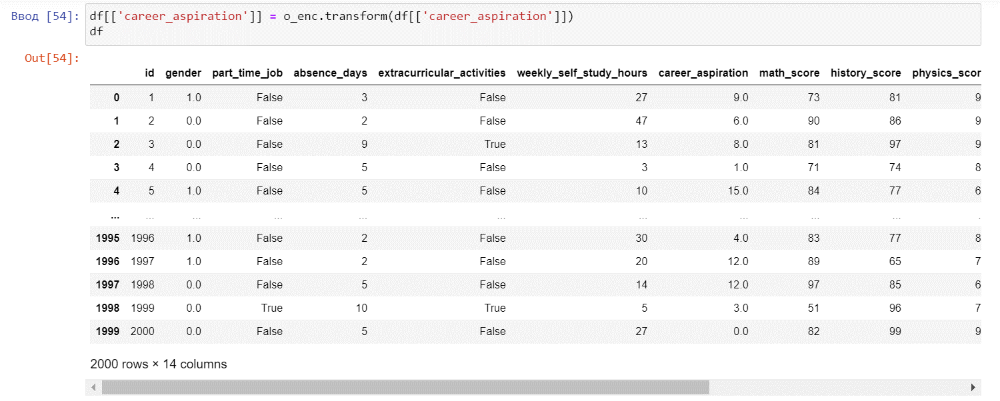 Ввод [54]: df[['career_aspiration']] = o_enc.transform(df[['career_aspiration']])
df
Out[54]:
id gender part_time_job absence_days extracurricular_activities weekly_self_study_hours career_aspiration math_score history_score physics_scor
0 1 1.0 False 3 False 27 9.0 73 81 9
1 2 0.0 False 2 False 47 6.0 90 86 9
2 3 0.0 False 9 True 13 8.0 81 97 9
3 4 0.0 False 5 False 3 1.0 71 74 8
4 5 1.0 False 5 False 10 15.0 84 77 6
... ... ... ... ... ... ... ... ... ... .
1995 1996 1.0 False 2 False 30 4.0 83 77 8
1996 1997 1.0 False 2 False 20 12.0 89 65 7
1997 1998 0.0 False 5 False 14 12.0 97 85 6
1998 1999 0.0 True 10 True 5 3.0 51 96 7
1999 2000 0.0 False 5 False 27 0.0 82 99 9
2000 rows × 14 columns